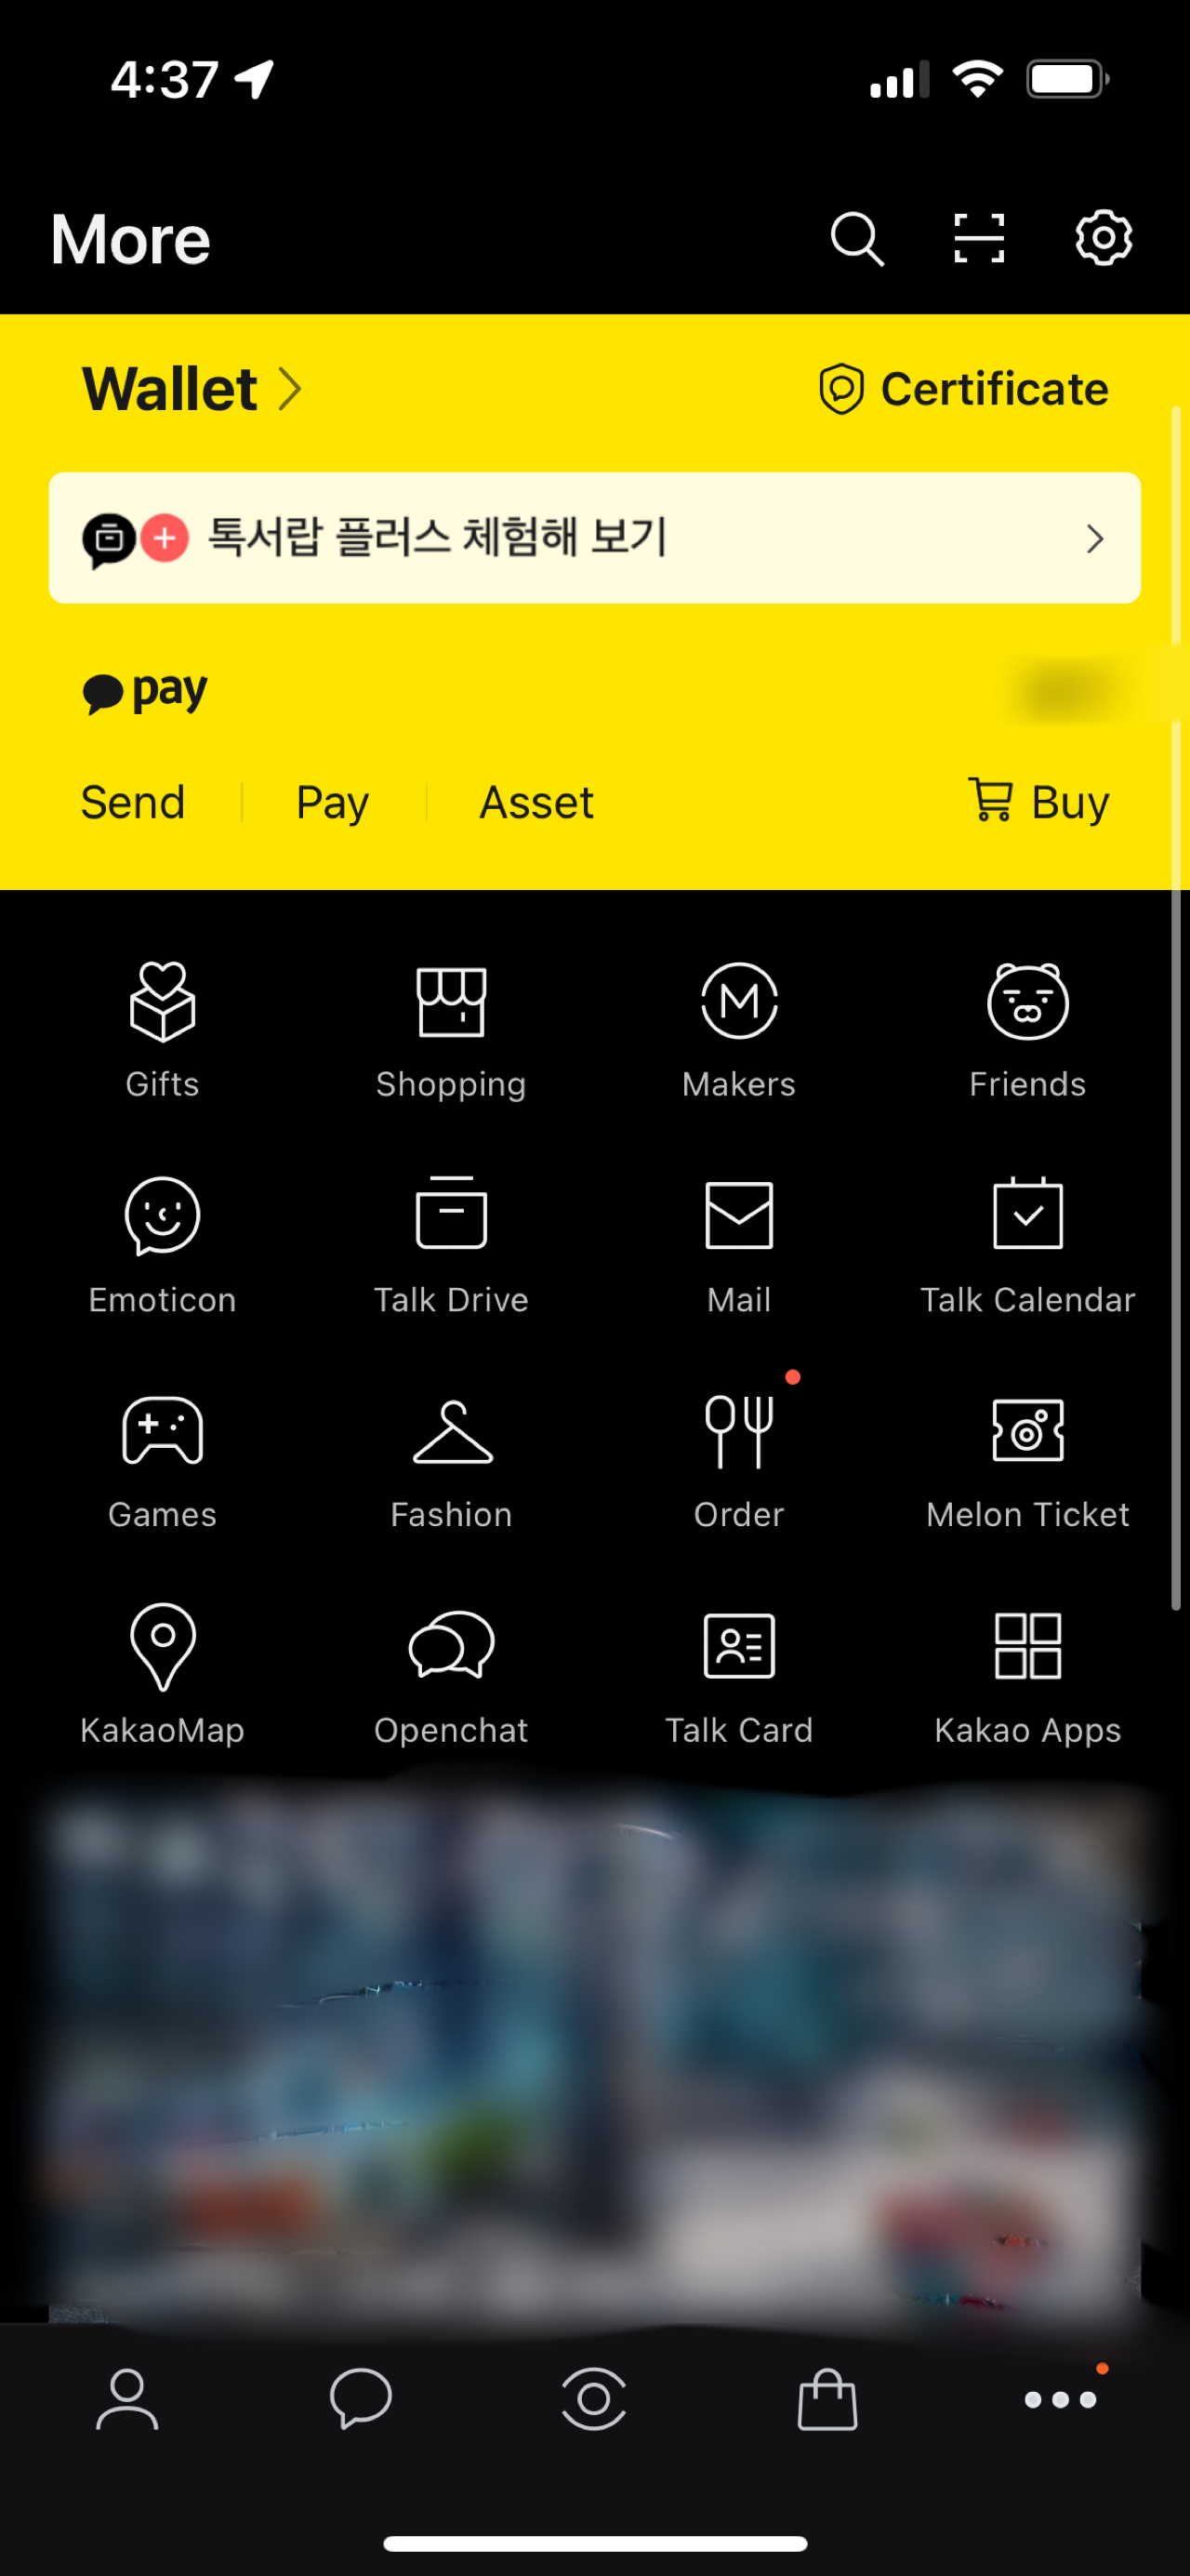 4:37
More
Wallet
Certificate
톡서랍 플러스 체험해 보기
pay
Send Pay Asset Buy
Gifts Shopping Makers Friends
Emoticon Talk Drive Mail Talk Calendar
Games Fashion Order Melon Ticket
KakaoMap Openchat Talk Card Kakao Apps